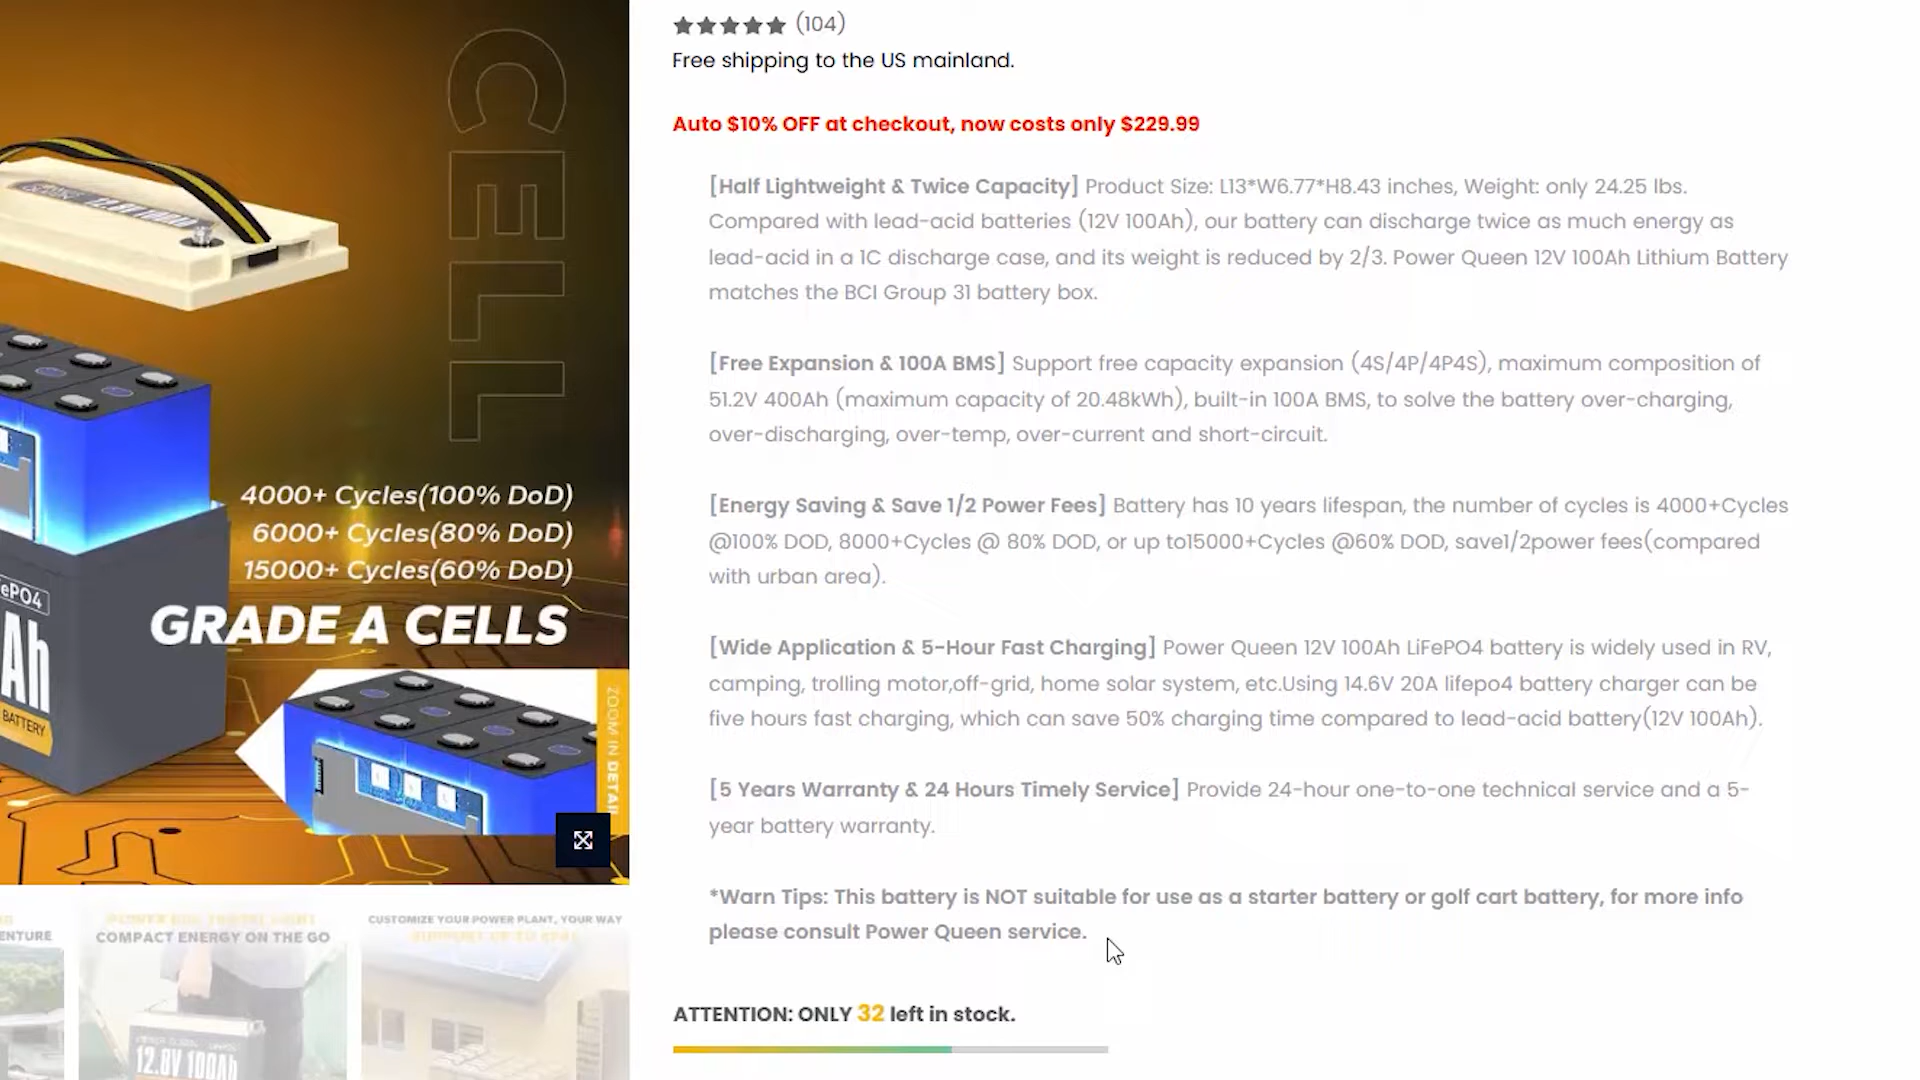 CELL
12.8V 100Ah
4000+ Cycles(100% DoD)
6000+ Cycles(80% DoD)
15000+ Cycles(60% DoD)
GRADE A CELLS
ePO4
Ah
BATTERY
ZOOM IN DETAI
ENTURE
COMPACT ENERGY ON THE GO
12.8V 100Ah
CUSTOMIZE YOUR POWER PLANT, YOUR WAY
★★★★★ (104)
Free shipping to the US mainland.
Auto $10% OFF at checkout, now costs only $229.99
[Half Lightweight & Twice Capacity] Product Size: L13*W6.77*H8.43 inches, Weight: only 24.25 lbs.
Compared with lead-acid batteries (12V 100Ah), our battery can discharge twice as much energy as
lead-acid in a 1C discharge case, and its weight is reduced by 2/3. Power Queen 12V 100Ah Lithium Battery
matches the BCI Group 31 battery box.
[Free Expansion & 100A BMS] Support free capacity expansion (4S/4P/4P4S), maximum composition of
51.2V 400Ah (maximum capacity of 20.48kWh), built-in 100A BMS, to solve the battery over-charging,
over-discharging, over-temp, over-current and short-circuit.
[Energy Saving & Save 1/2 Power Fees] Battery has 10 years lifespan, the number of cycles is 4000+Cycles
@100% DOD, 8000+Cycles @ 80% DOD, or up to15000+Cycles @60% DOD, save1/2power fees(compared
with urban area).
[Wide Application & 5-Hour Fast Charging] Power Queen 12V 100Ah LiFePO4 battery is widely used in RV,
camping, trolling motor,off-grid, home solar system, etc.Using 14.6V 20A lifepo4 battery charger can be
five hours fast charging, which can save 50% charging time compared to lead-acid battery(12V 100Ah).
[5 Years Warranty & 24 Hours Timely Service] Provide 24-hour one-to-one technical service and a 5-
year battery warranty.
*Warn Tips: This battery is NOT suitable for use as a starter battery or golf cart battery, for more info
please consult Power Queen service.
ATTENTION: ONLY 32 left in stock.